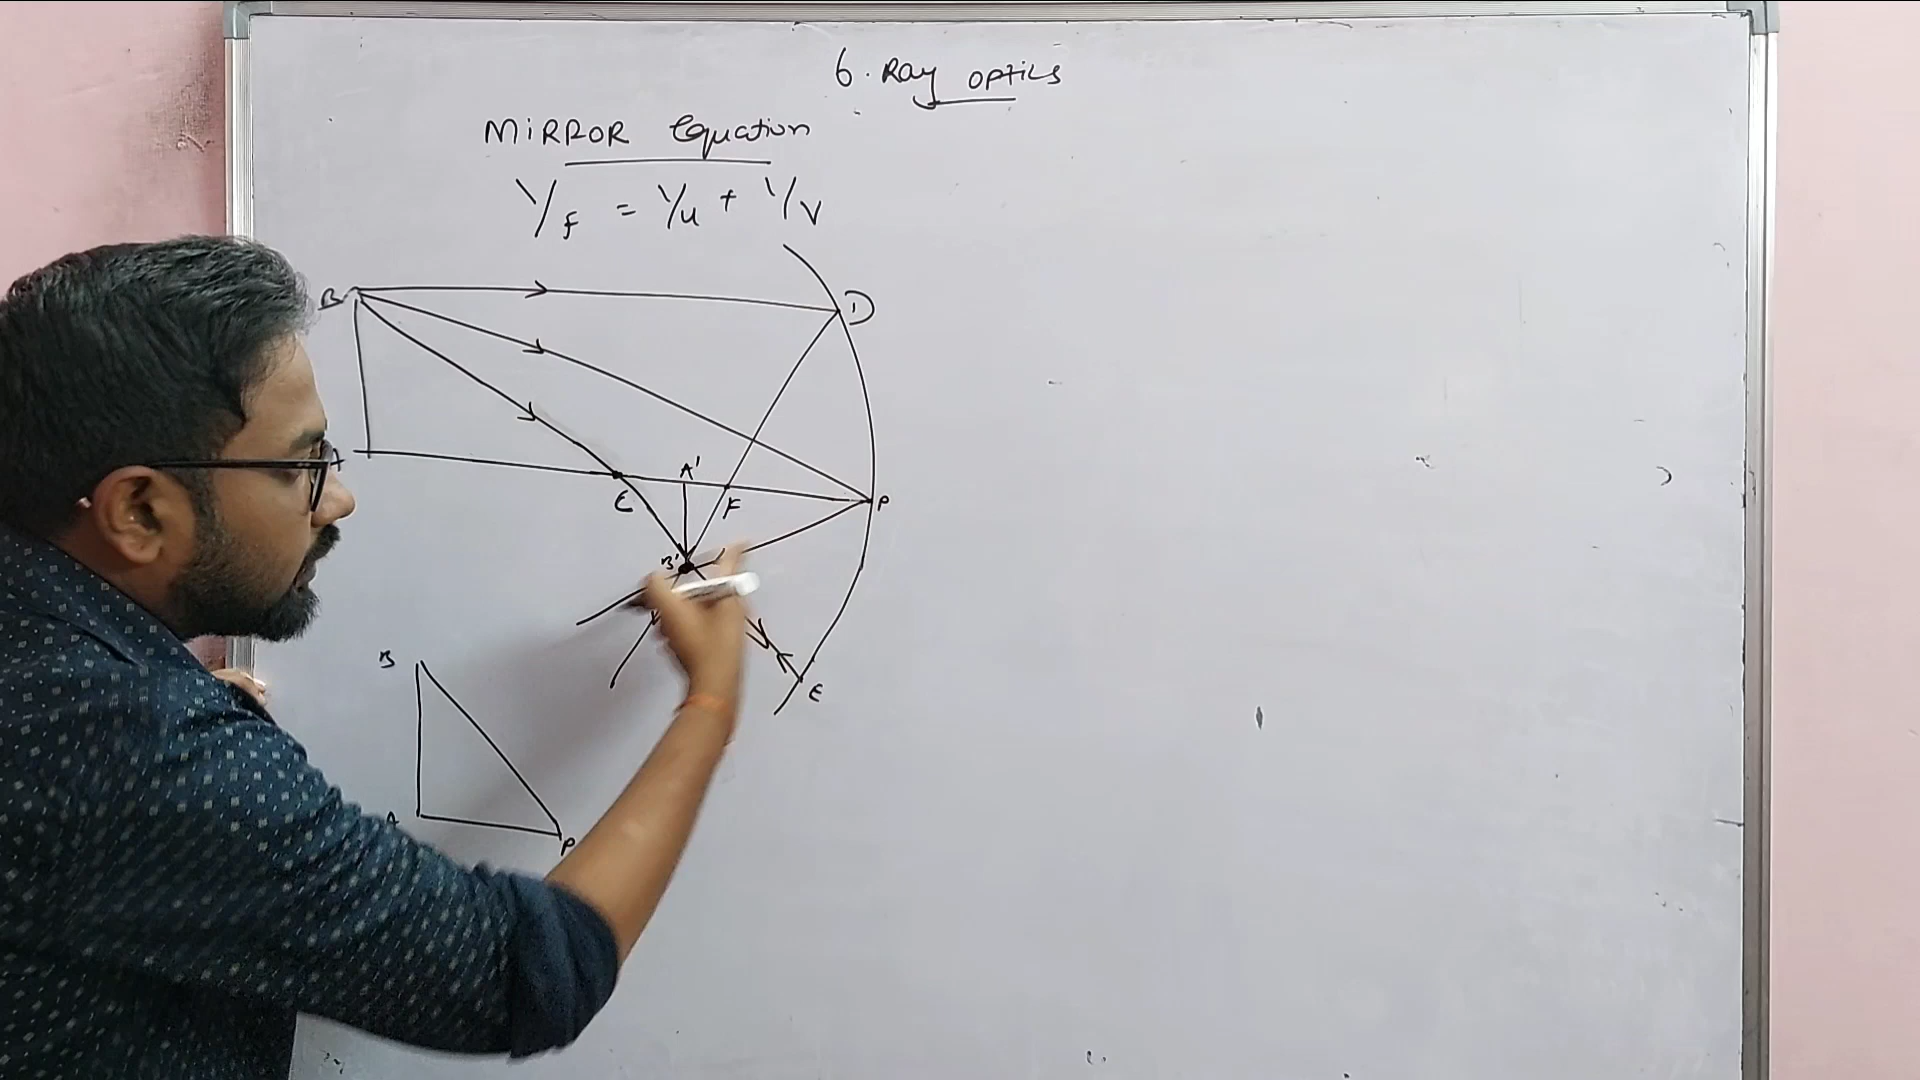 6. Ray optics
MIRROR Equation
1/f = 1/u + 1/v
B
D
A
A'
C
F
P
B'
E
B
A
P